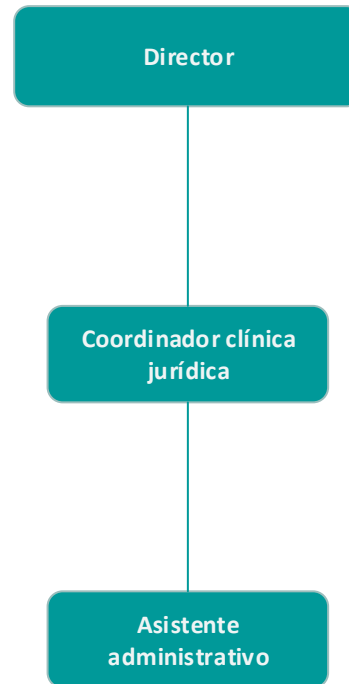 Director
Coordinador clínica
jurídica
Asistente
administrativo